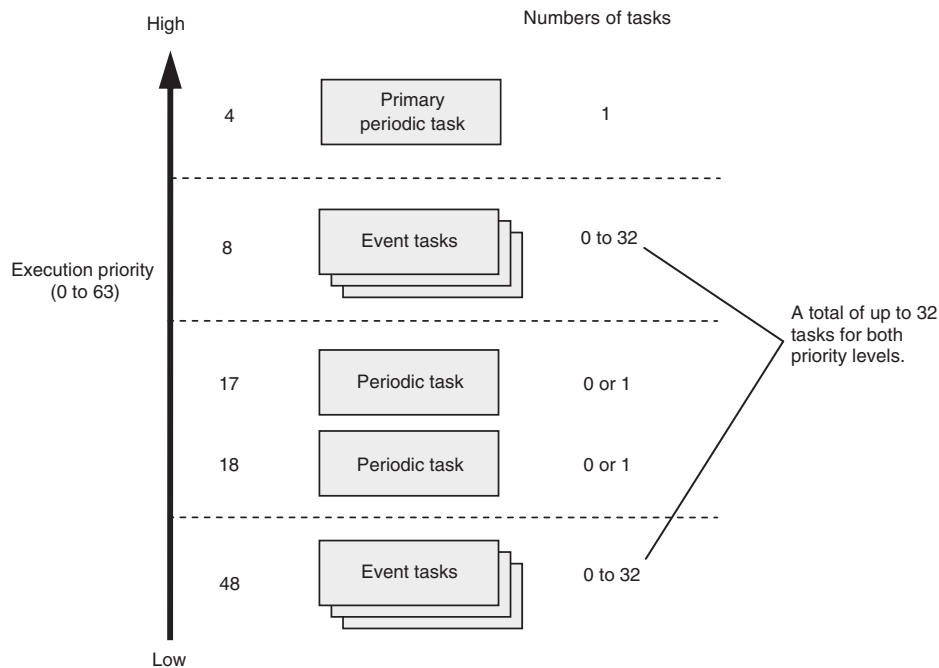 Numbers of tasks
High
4
Primary
periodic task
1
8
Event tasks
0 to 32
Execution priority
(0 to 63)
A total of up to 32
tasks for both
priority levels.
17
Periodic task
0 or 1
18
Periodic task
0 or 1
48
Event tasks
0 to 32
Low